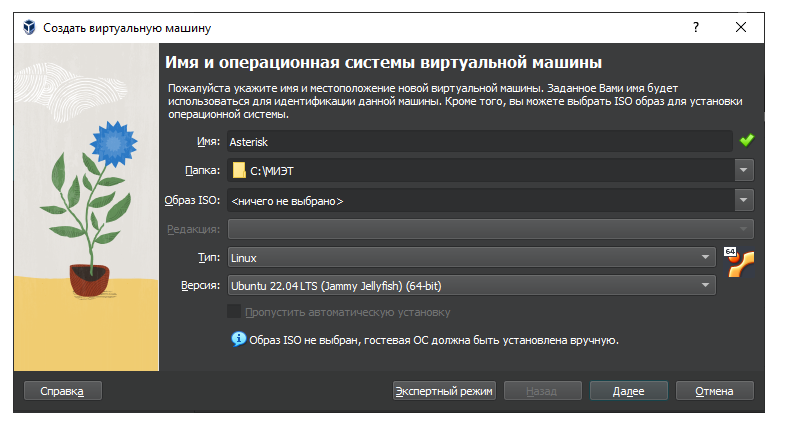 Создать виртуальную машину
?
Имя и операционная системы виртуальной машины
Пожалуйста укажите имя и местоположение новой виртуальной машины. Заданное Вами имя будет
использоваться для идентификации данной машины. Кроме того, вы можете выбрать ISO образ для установки
операционной системы.
Имя: Asterisk
Папка: C:\МИЭТ
Образ ISO: <ничего не выбрано>
Редакция:
Тип: Linux
64
Версия: Ubuntu 22.04 LTS (Jammy Jellyfish) (64-bit)
Пропустить автоматическую установку
Образ ISO не выбран, гостевая ОС должна быть установлена вручную.
Справка Экспертный режим Назад Далее Отмена